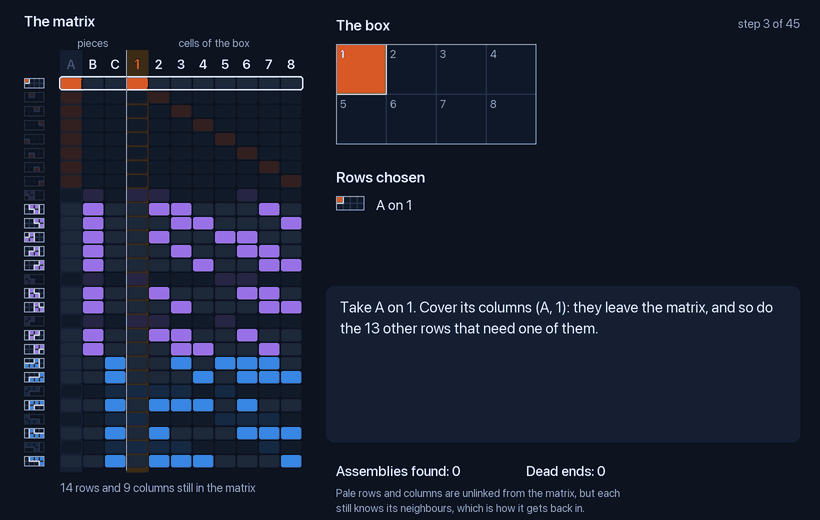 The matrix
pieces
cells of the box
A B C 1 2 3 4 5 6 7 8
14 rows and 9 columns still in the matrix
The box
step 3 of 45
1 2 3 4
5 6 7 8
Rows chosen
A on 1
Take A on 1. Cover its columns (A, 1): they leave the matrix, and so do
the 13 other rows that need one of them.
Assemblies found: 0
Dead ends: 0
Pale rows and columns are unlinked from the matrix, but each
still knows its neighbours, which is how it gets back in.